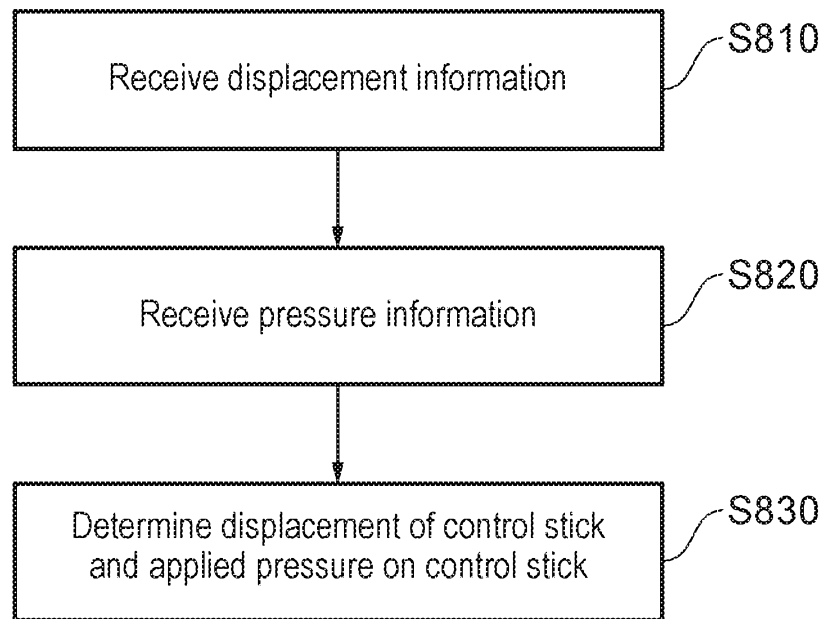 Receive displacement information
S810
Receive pressure information
S820
Determine displacement of control stick
and applied pressure on control stick
S830